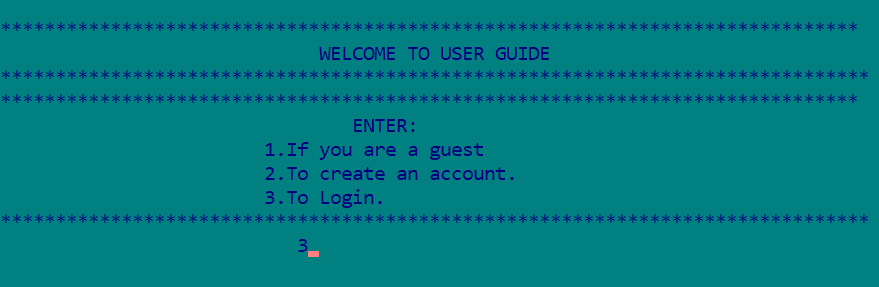 ******************************************************************************
WELCOME TO USER GUIDE
*******************************************************************************
******************************************************************************
ENTER:
1.If you are a guest
2.To create an account.
3.To Login.
*******************************************************************************
3